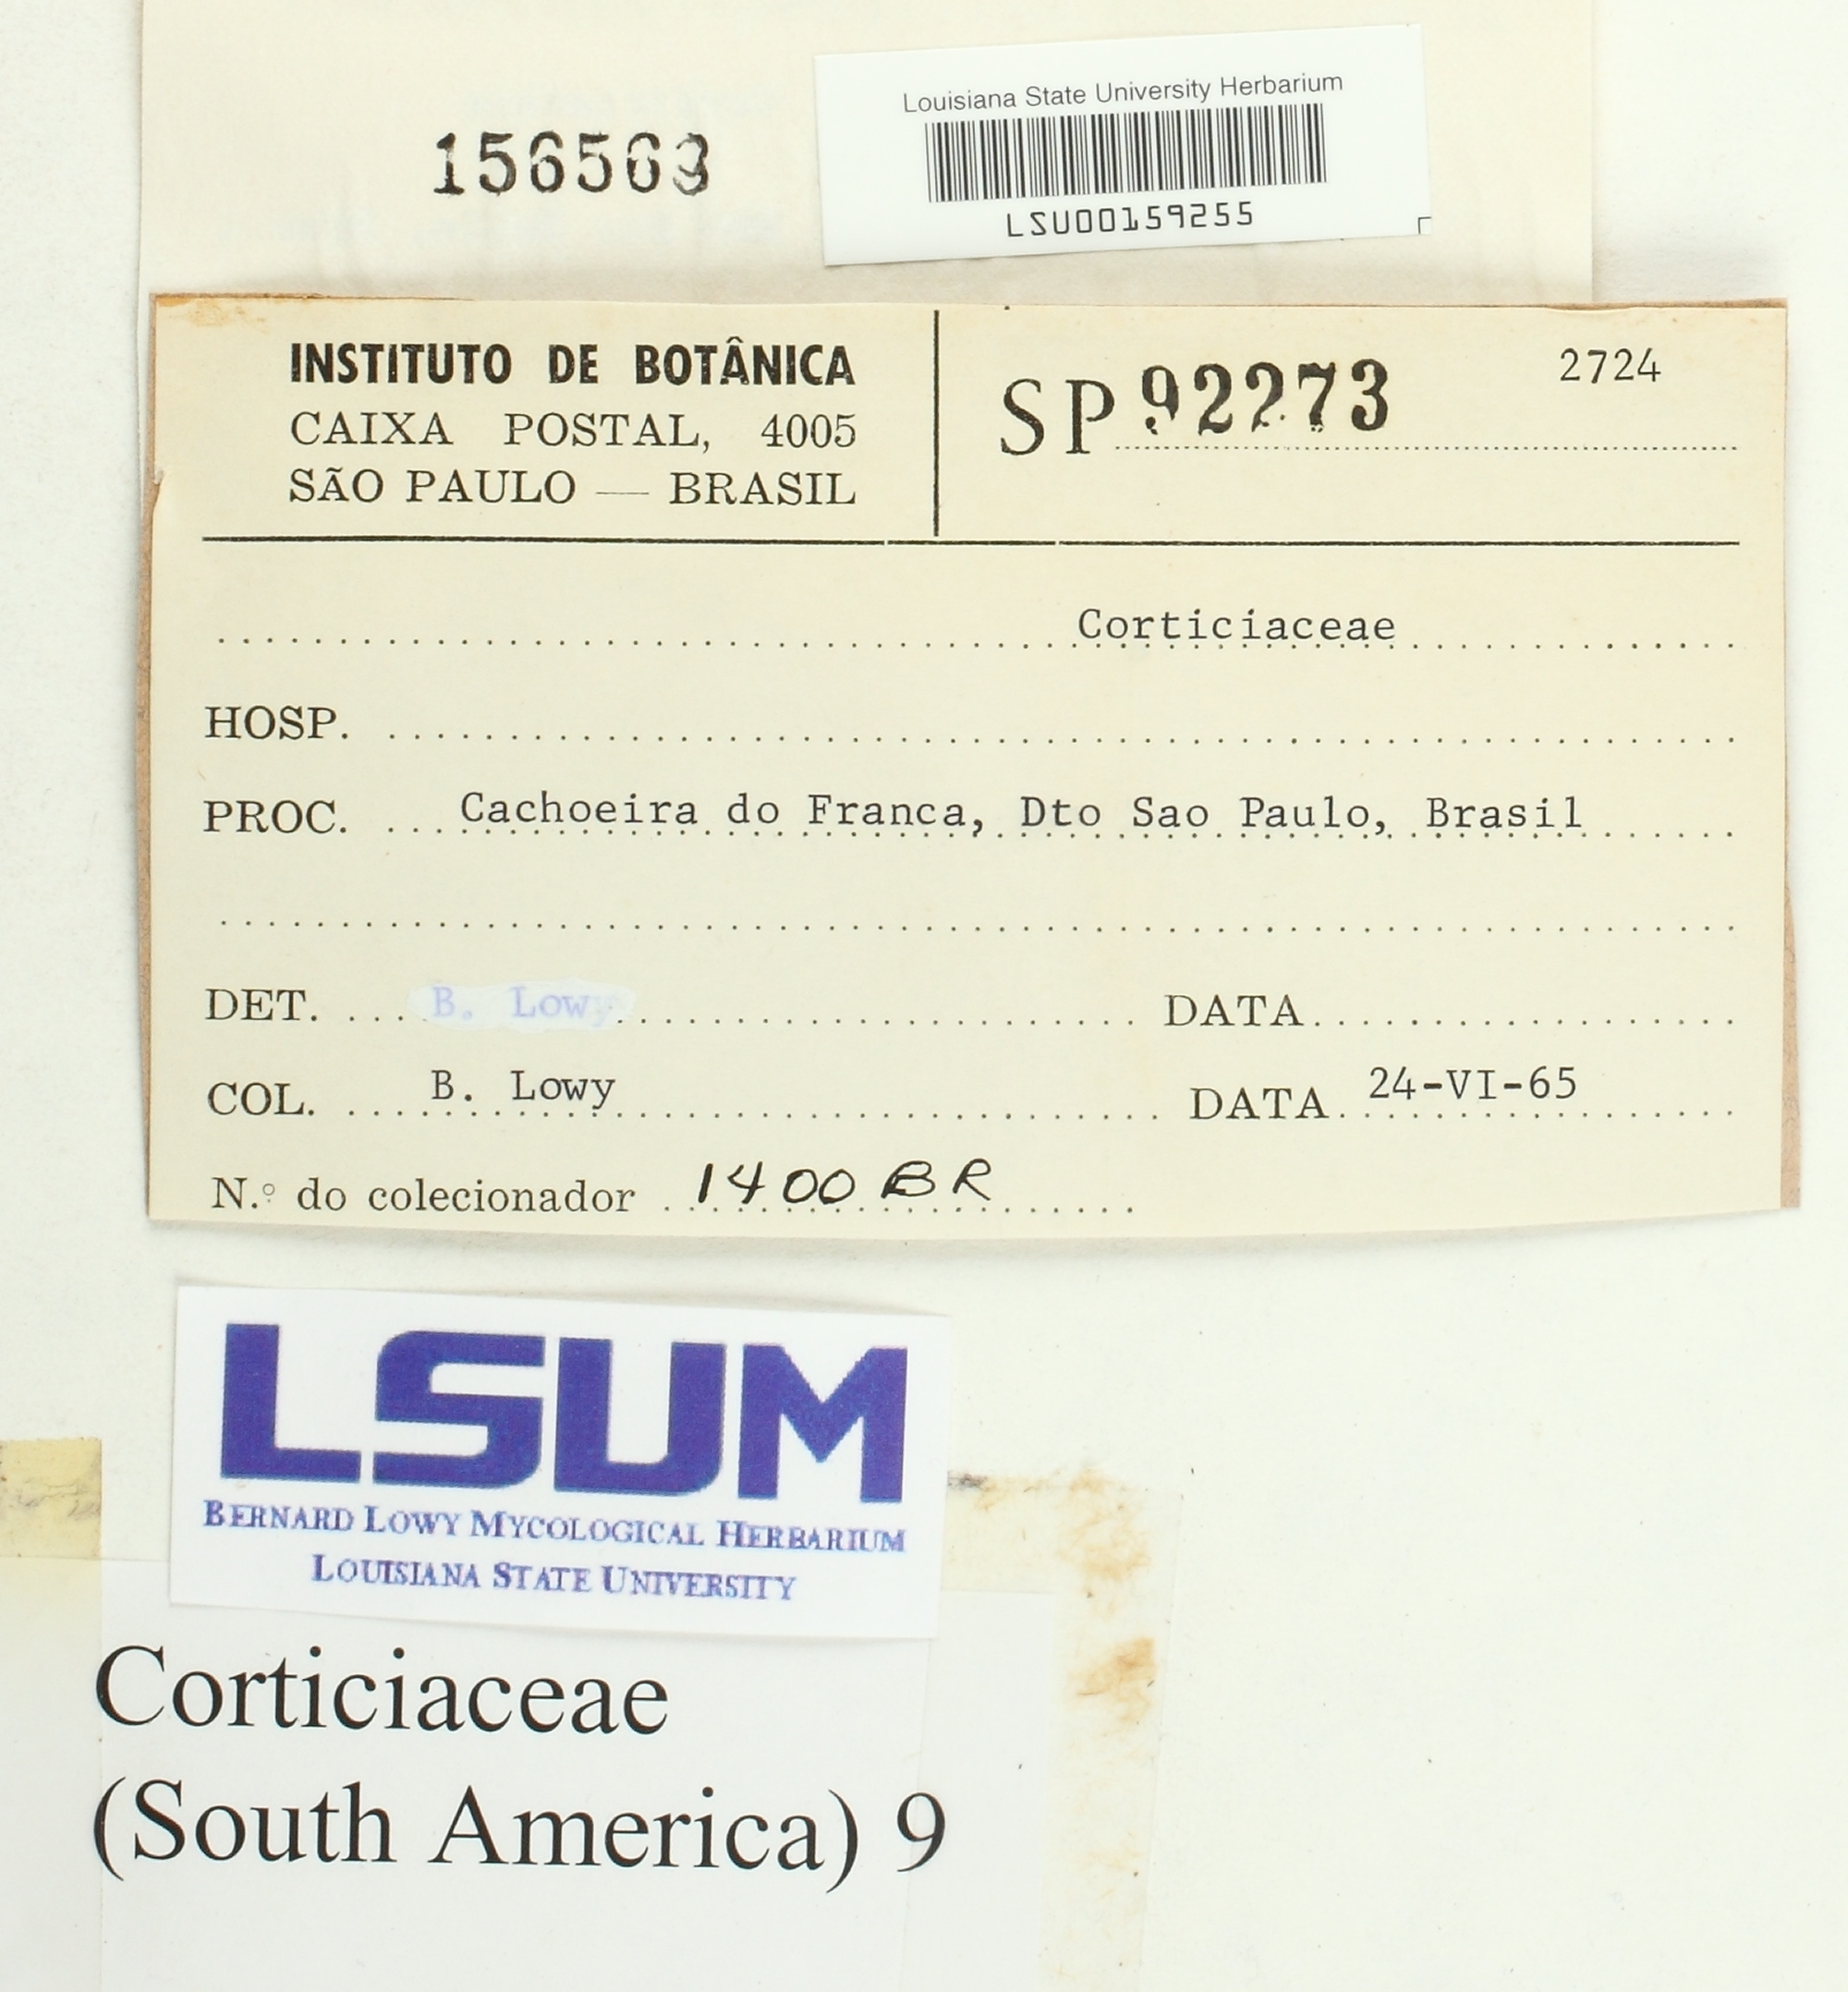 156563
Louisiana State University Herbarium
LSU00159255
INSTITUTO DE BOTÂNICA
CAIXA POSTAL, 4005
SÃO PAULO — BRASIL
SP 92273
2724
Corticiaceae
HOSP.
PROC. Cachoeira do Franca, Dto Sao Paulo, Brasil
DET. B. Lowy DATA
COL. B. Lowy DATA 24-VI-65
N.º do colecionador 1400 BR
LSUM
BERNARD LOWY MYCOLOGICAL HERBARIUM
LOUISIANA STATE UNIVERSITY
Corticiaceae
(South America) 9